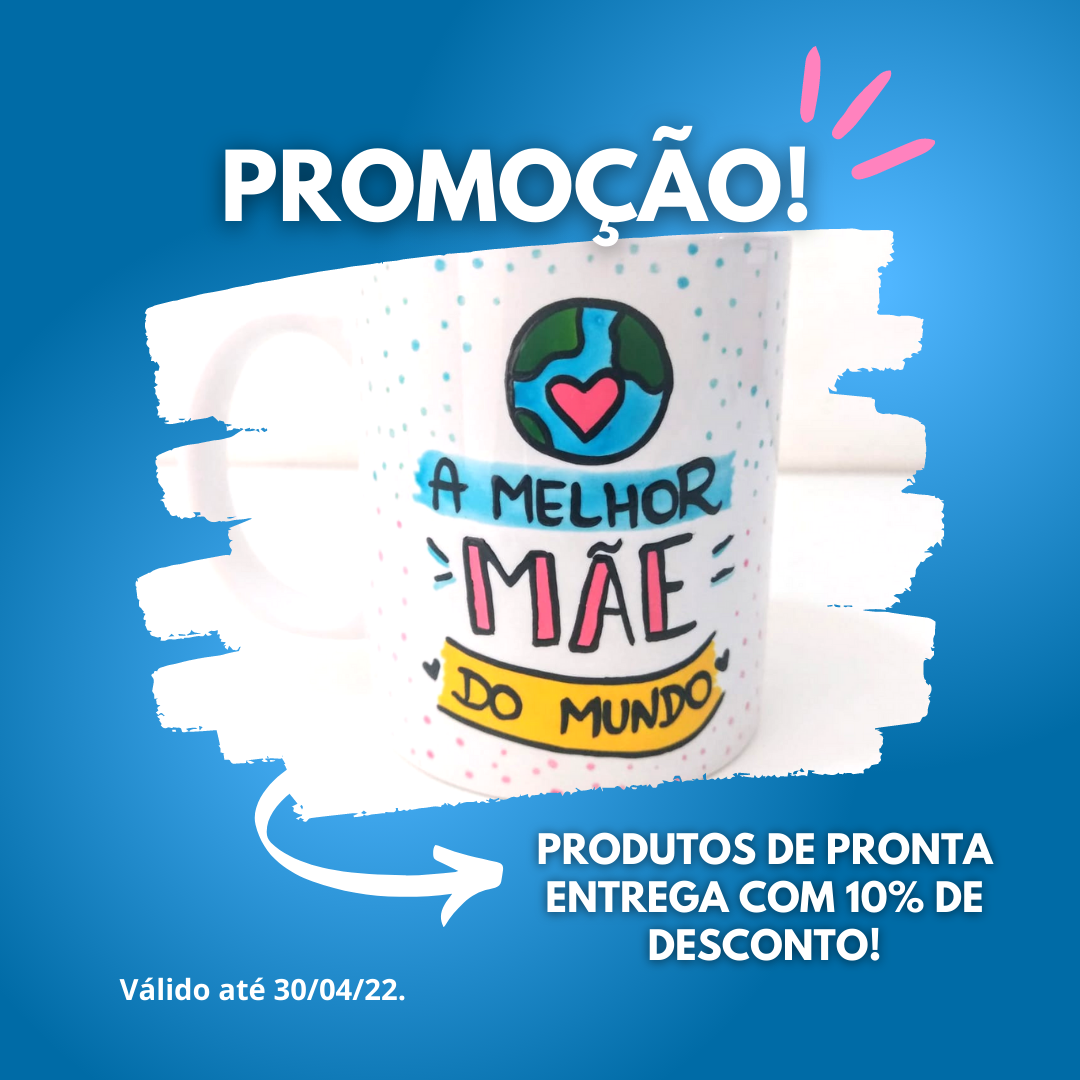 PROMOÇÃO!
A MELHOR
MÃE
DO MUNDO
PRODUTOS DE PRONTA
ENTREGA COM 10% DE
DESCONTO!
Válido até 30/04/22.